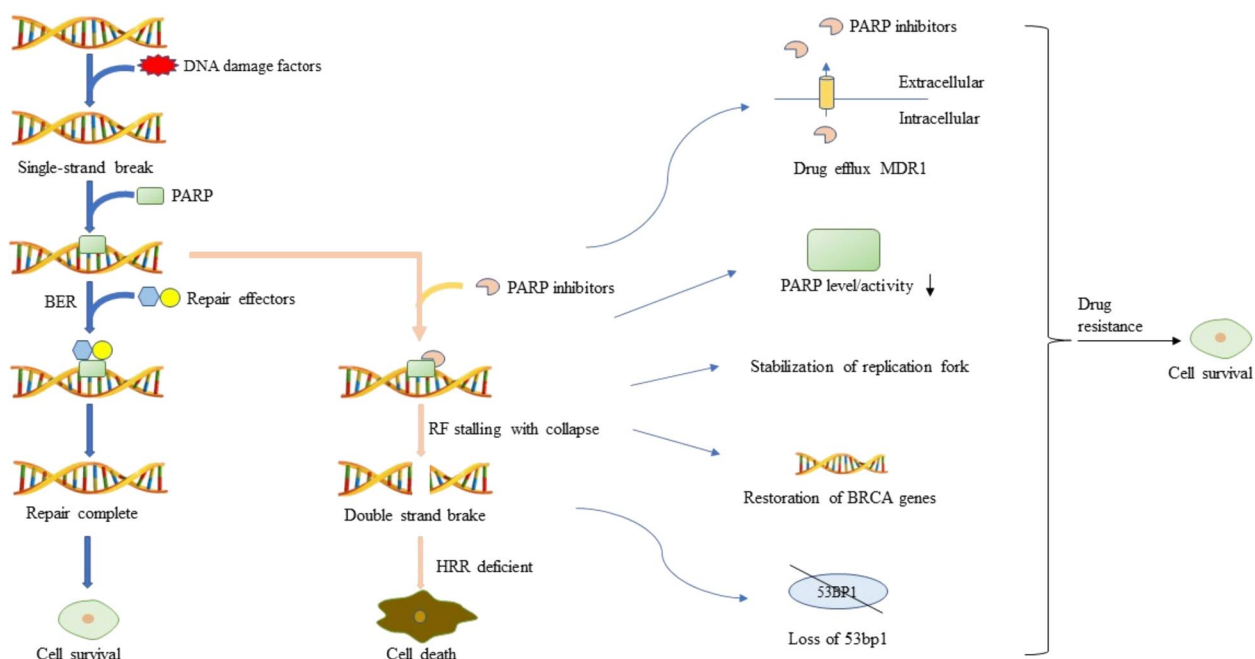 DNA damage factors
Single-strand break
PARP
BER
Repair effectors
Repair complete
Cell survival
PARP inhibitors
RF stalling with collapse
Double strand brake
HRR deficient
Cell death
PARP inhibitors
Extracellular
Intracellular
Drug efflux MDR1
PARP level/activity
Stabilization of replication fork
Restoration of BRCA genes
53BP1
Loss of 53bp1
Drug
resistance
Cell survival